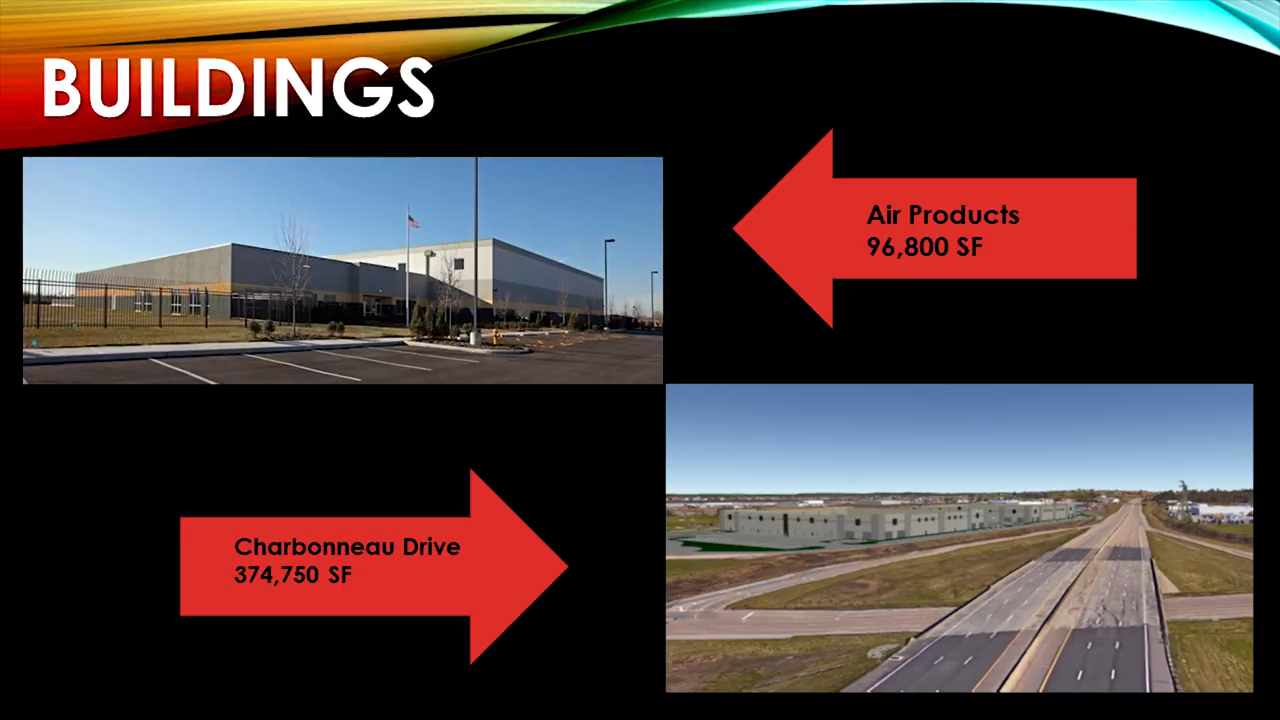 BUILDINGS
Air Products
96,800 SF
Charbonneau Drive
374,750 SF